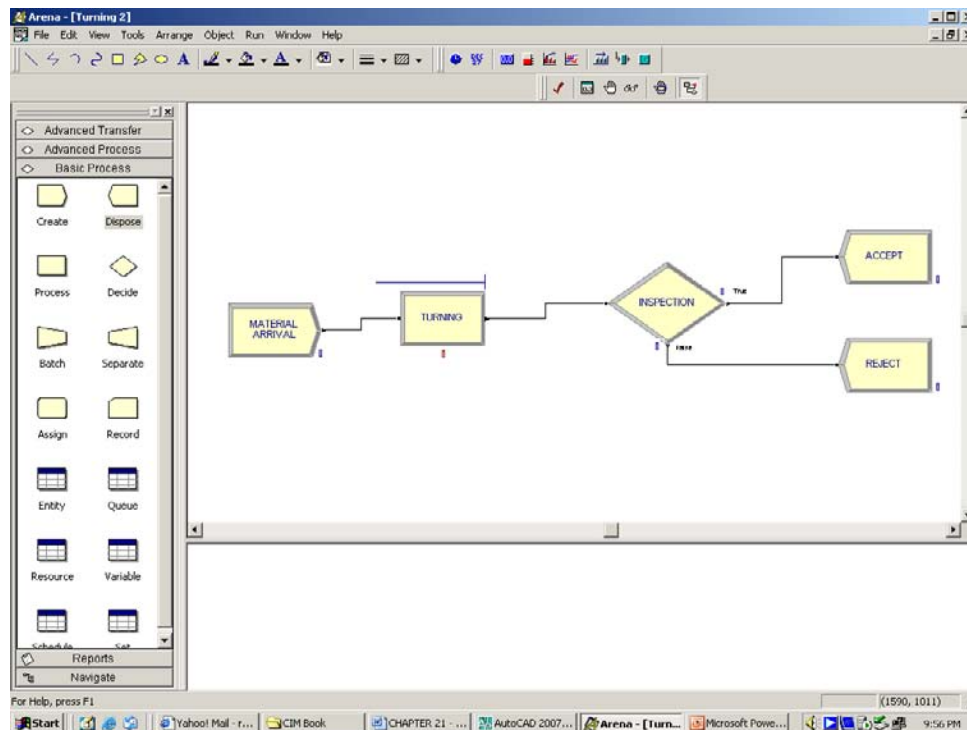 Arena - [Turning 2]
File Edit View Tools Arrange Object Run Window Help
Advanced Transfer
Advanced Process
Basic Process
Create Dispose
Process Decide
Batch Separate
Assign Record
Entity Queue
Resource Variable
Schedule Set
Reports
Navigate
MATERIAL
ARRIVAL
TURNING
INSPECTION
True
False
ACCEPT
REJECT
For Help, press F1
(1590, 1011)
Start Yahoo! Mail - r... CIM Book CHAPTER 21 - ... AutoCAD 2007... Arena - [Turn... Microsoft Powe... 9:56 PM